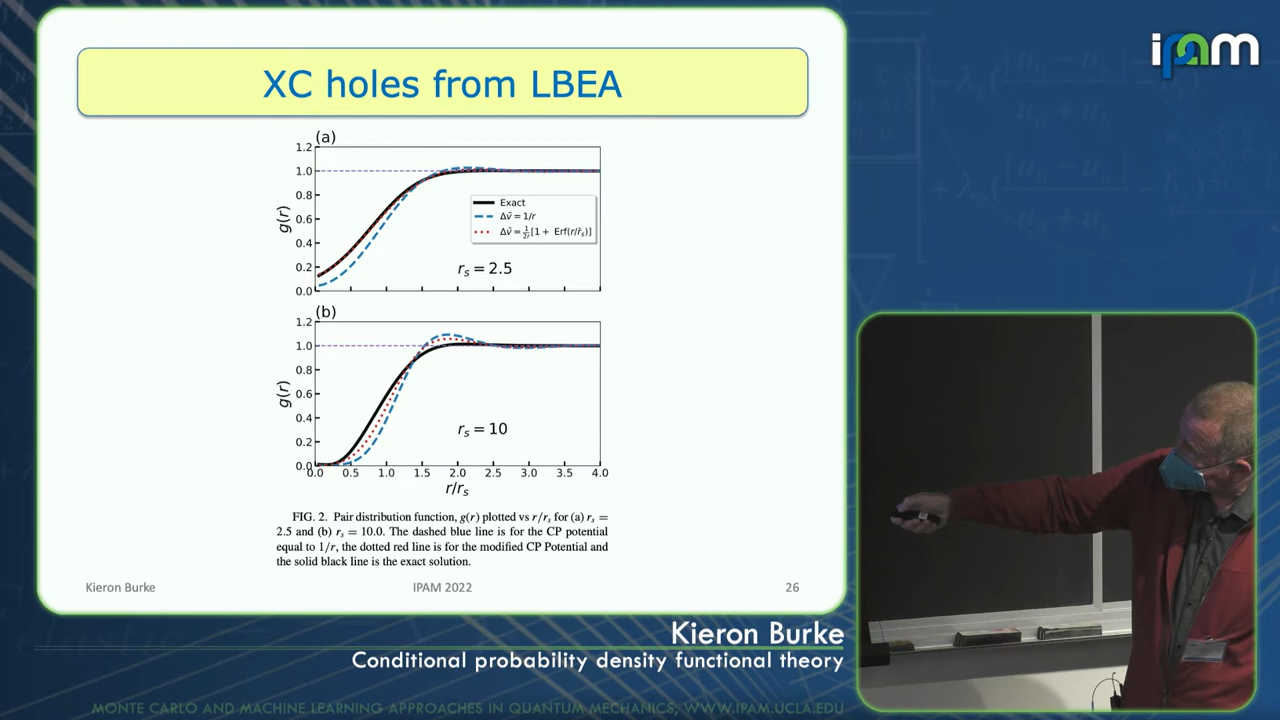 ipam
XC holes from LBEA
(a)
1.2
1.0
0.8
0.6
0.4
0.2
0.0
g(r)
Exact
Δṽ = 1/r
Δṽ = 1/2r [1 + Erf(r/r̃s)]
rs = 2.5
(b)
1.2
1.0
0.8
0.6
0.4
0.2
0.0
g(r)
rs = 10
0.0 0.5 1.0 1.5 2.0 2.5 3.0 3.5 4.0
r/rs
FIG. 2. Pair distribution function, g(r) plotted vs r/rs for (a) rs =
2.5 and (b) rs = 10.0. The dashed blue line is for the CP potential
equal to 1/r, the dotted red line is for the modified CP Potential and
the solid black line is the exact solution.
Kieron Burke IPAM 2022 26
Kieron Burke
Conditional probability density functional theory
MONTE CARLO AND MACHINE LEARNING APPROACHES IN QUANTUM MECHANICS, WWW.IPAM.UCLA.EDU